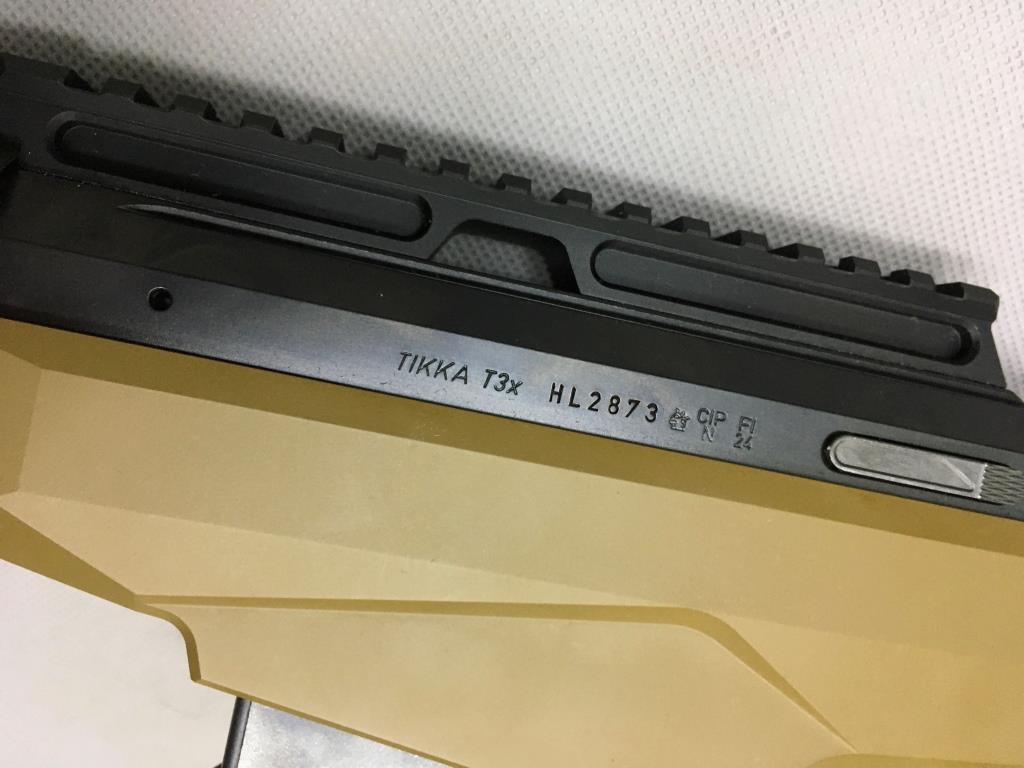 TIKKA T3x HL2873 CIP FI
N 24